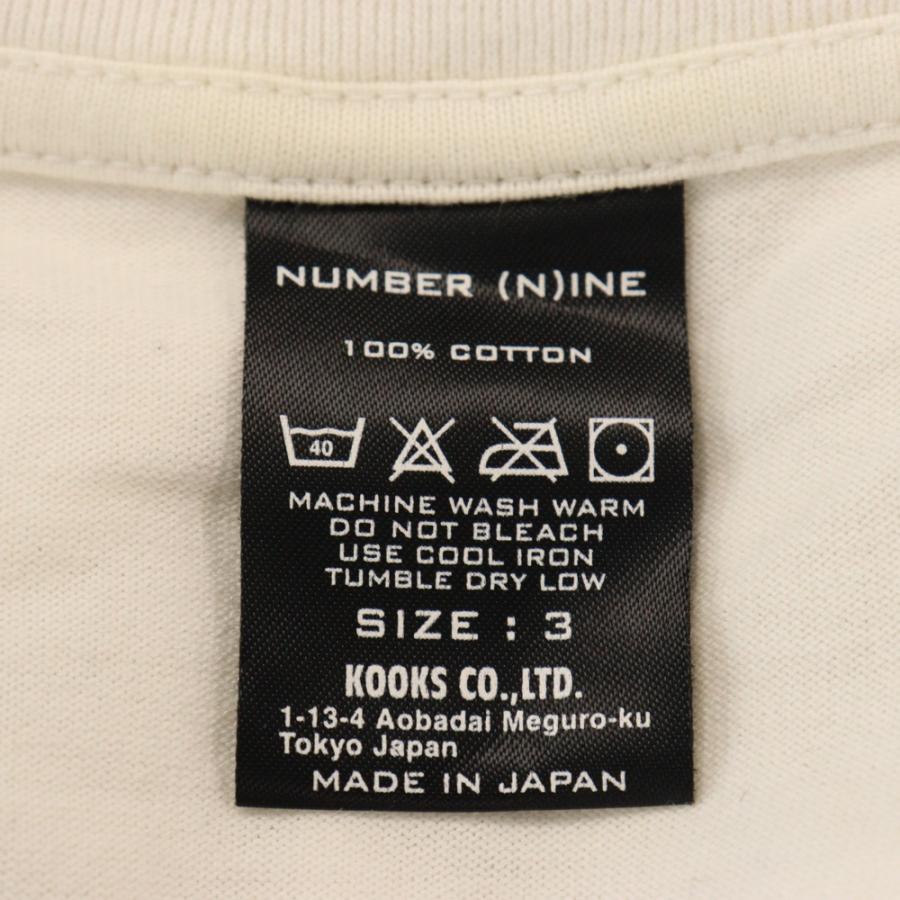 NUMBER (N)INE
100% COTTON
40
MACHINE WASH WARM
DO NOT BLEACH
USE COOL IRON
TUMBLE DRY LOW
SIZE : 3
KOOKS CO.,LTD.
1-13-4 Aobadai Meguro-ku
Tokyo Japan
MADE IN JAPAN